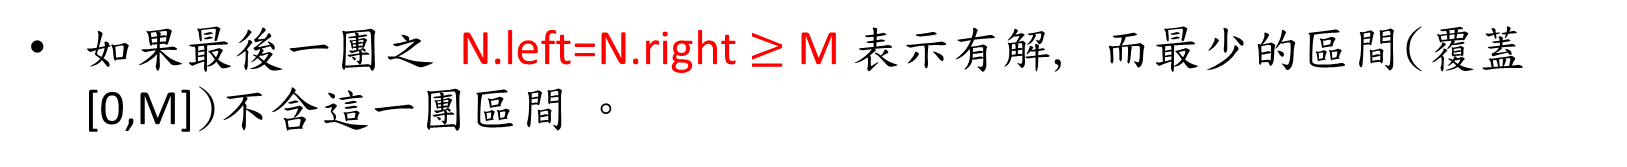 • 如果最後一團之 N.left=N.right ≥ M 表示有解, 而最少的區間(覆蓋
[0,M])不含這一團區間 。